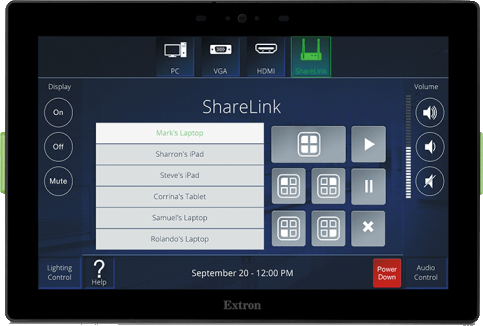 PC
VGA
HDMI
ShareLink
Display
Volume
On
Off
Mute
ShareLink
Mark's Laptop
Sharron's iPad
Steve's iPad
Corrina's Tablet
Samuel's Laptop
Rolando's Laptop
Lighting
Control
?
Help
September 20 - 12:00 PM
Power
Down
Audio
Control
Extron